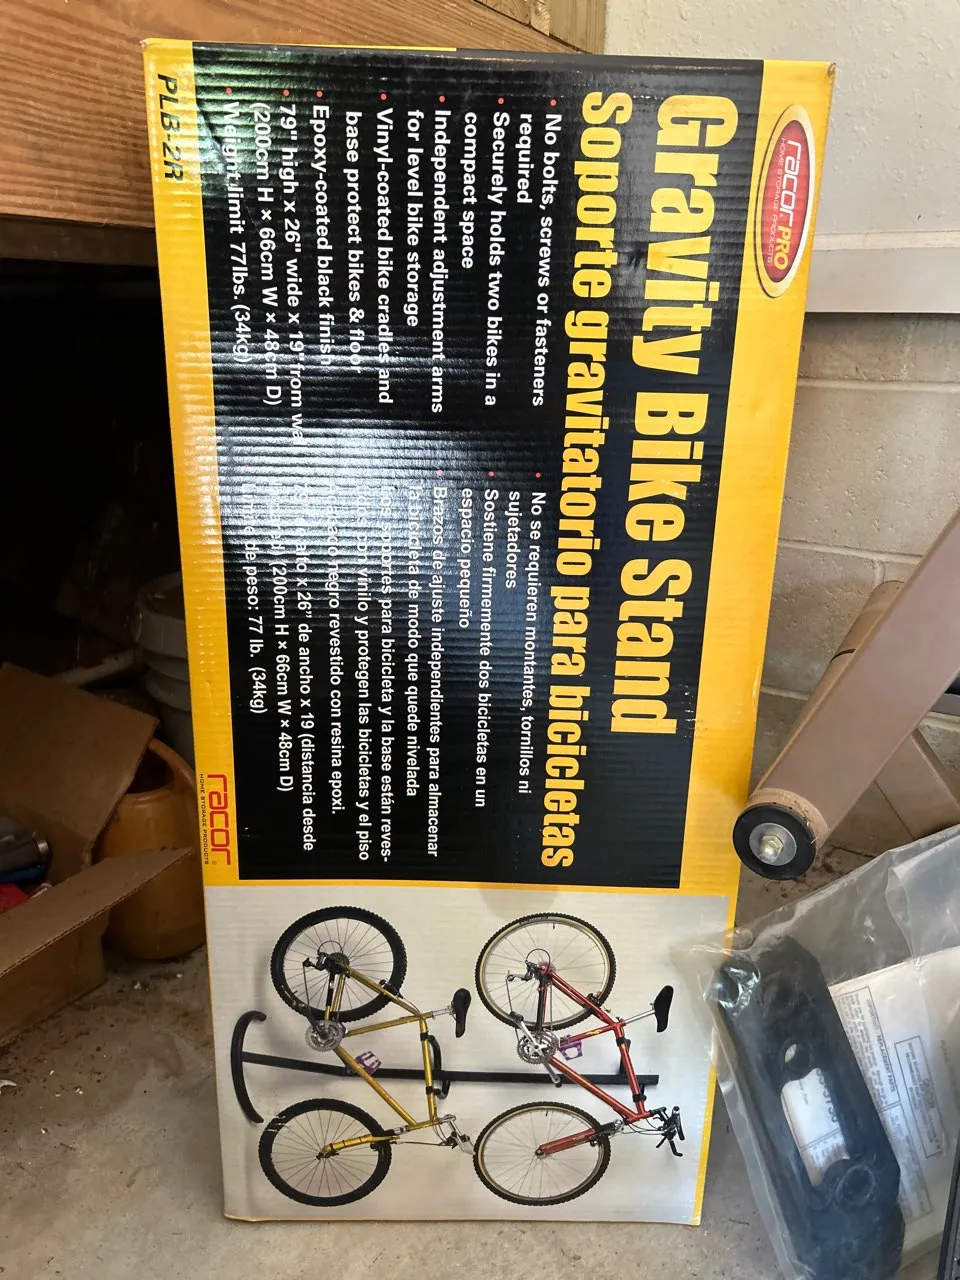 racor PRO
HOME STORAGE PRODUCTS
Gravity Bike Stand
Soporte gravitatorio para bicicletas
• No bolts, screws or fasteners
required
• Securely holds two bikes in a
compact space
• Independent adjustment arms
for level bike storage
• Vinyl-coated bike cradles and
base protect bikes & floor
• Epoxy-coated black finish
• 79" high x 26" wide x 19" from
(200cm H × 66cm W × 48cm D)
• Weight limit 77lbs. (34kg)
• No se requieren montantes, tornillos ni
sujetadores
• Sostiene firmemente dos bicicletas en un
espacio pequeño
• Brazos de ajuste independientes para almacenar
la bicicleta de modo que quede nivelada
soportes para bicicleta y la base están reves-
vinilo y protegen las bicicletas y el piso
negro revestido con resina epoxi.
x 26" de ancho x 19 (distancia desde
(200cm H × 66cm W × 48cm D)
de peso: 77 lb. (34kg)
PLB-2R
racor
HOME STORAGE PRODUCTS
REPLACEMENT PARTS